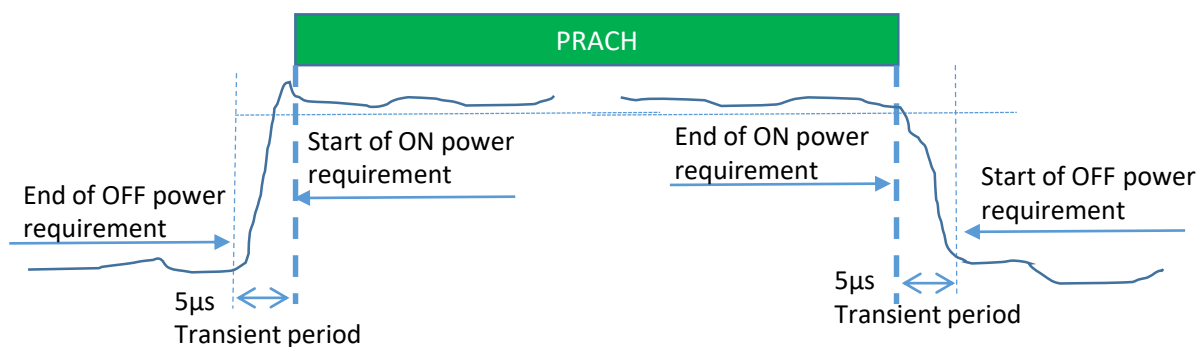 PRACH
Start of ON power
requirement
End of ON power
requirement
End of OFF power
requirement
Start of OFF power
requirement
5µs
Transient period
5µs
Transient period